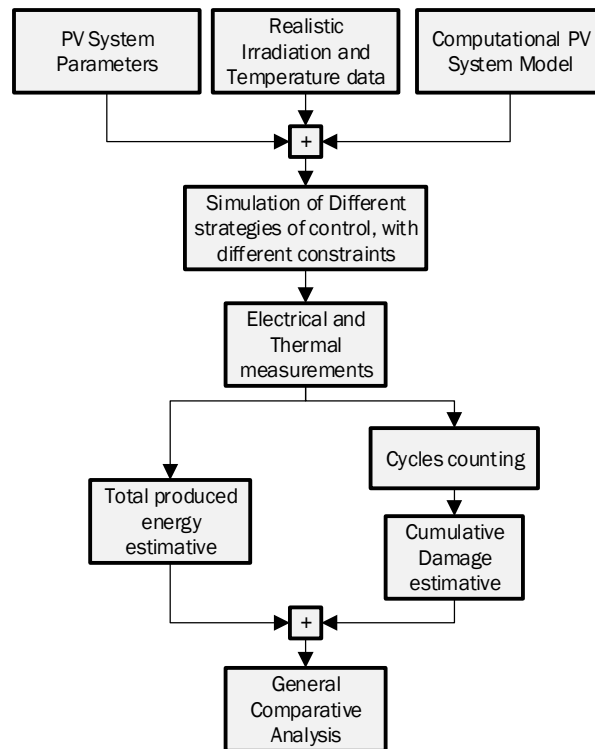 PV System
Parameters
Realistic
Irradiation and
Temperature data
Computational PV
System Model
+
Simulation of Different
strategies of control, with
different constraints
Electrical and
Thermal
measurements
Total produced
energy
estimative
Cycles counting
Cumulative
Damage
estimative
+
General
Comparative
Analysis